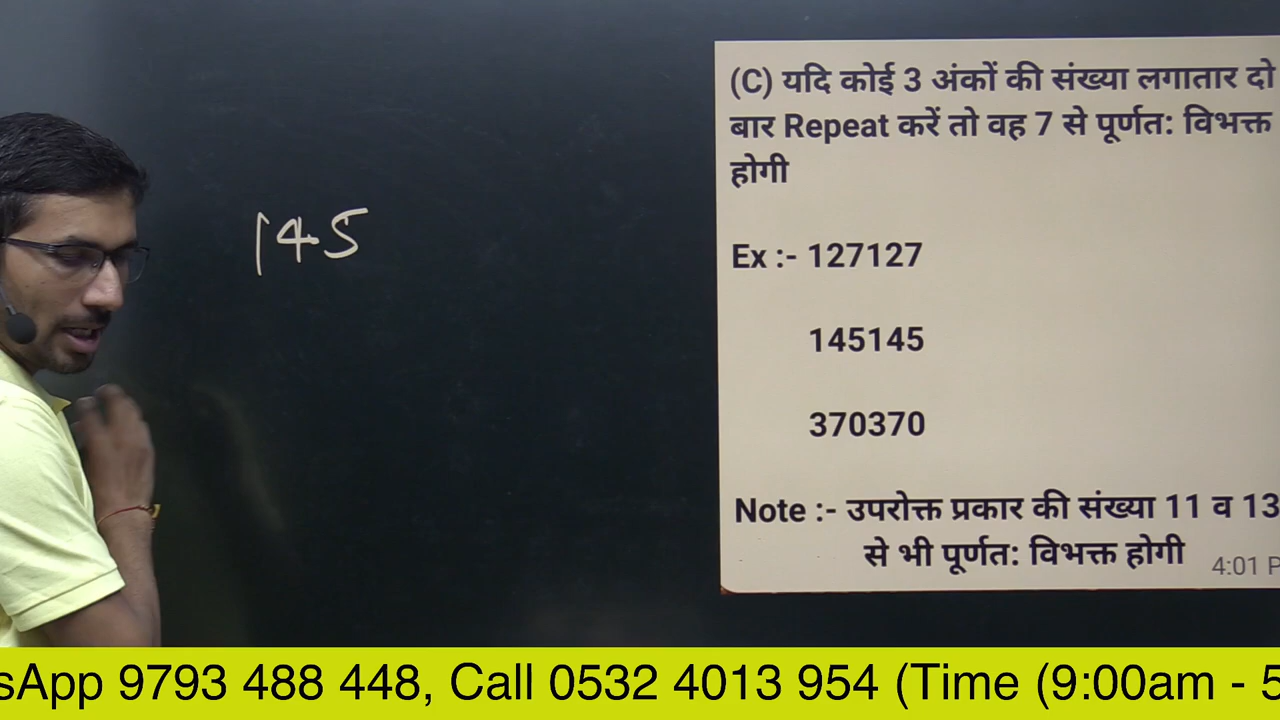 145
(C) यदि कोई 3 अंकों की संख्या लगातार दो
बार Repeat करें तो वह 7 से पूर्णत: विभक्त
होगी
Ex :- 127127
145145
370370
Note :- उपरोक्त प्रकार की संख्या 11 व 13
से भी पूर्णत: विभक्त होगी
4:01 P
sApp 9793 488 448, Call 0532 4013 954 (Time (9:00am - 5